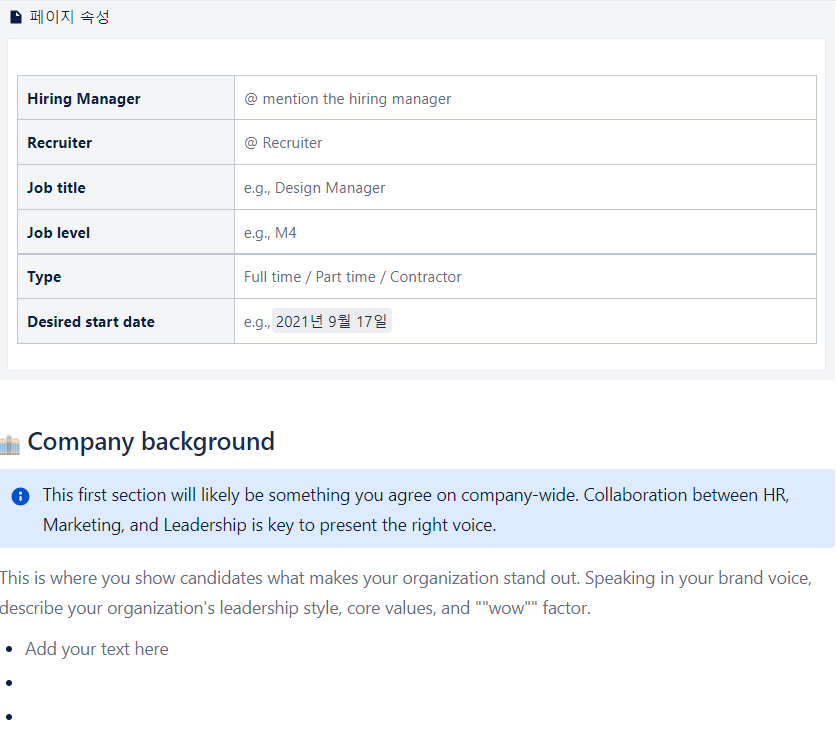 페이지 속성
Hiring Manager
@ mention the hiring manager
Recruiter
@ Recruiter
Job title
e.g., Design Manager
Job level
e.g., M4
Type
Full time / Part time / Contractor
Desired start date
e.g., 2021년 9월 17일
Company background
This first section will likely be something you agree on company-wide. Collaboration between HR,
Marketing, and Leadership is key to present the right voice.
This is where you show candidates what makes your organization stand out. Speaking in your brand voice,
describe your organization's leadership style, core values, and ""wow"" factor.
• Add your text here
•
•